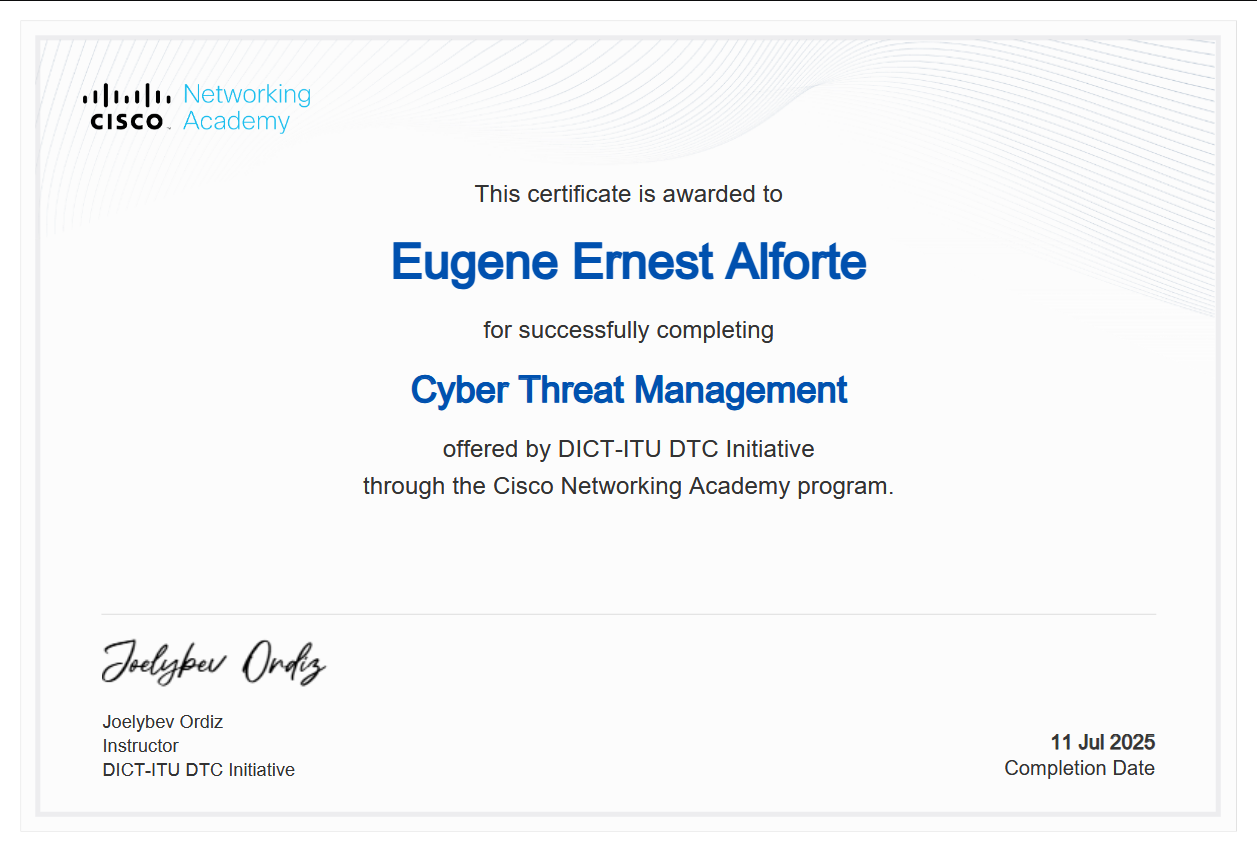 CISCO Networking Academy
This certificate is awarded to
Eugene Ernest Alforte
for successfully completing
Cyber Threat Management
offered by DICT-ITU DTC Initiative
through the Cisco Networking Academy program.
Joelybev Ordiz
Joelybev Ordiz
Instructor
DICT-ITU DTC Initiative
11 Jul 2025
Completion Date